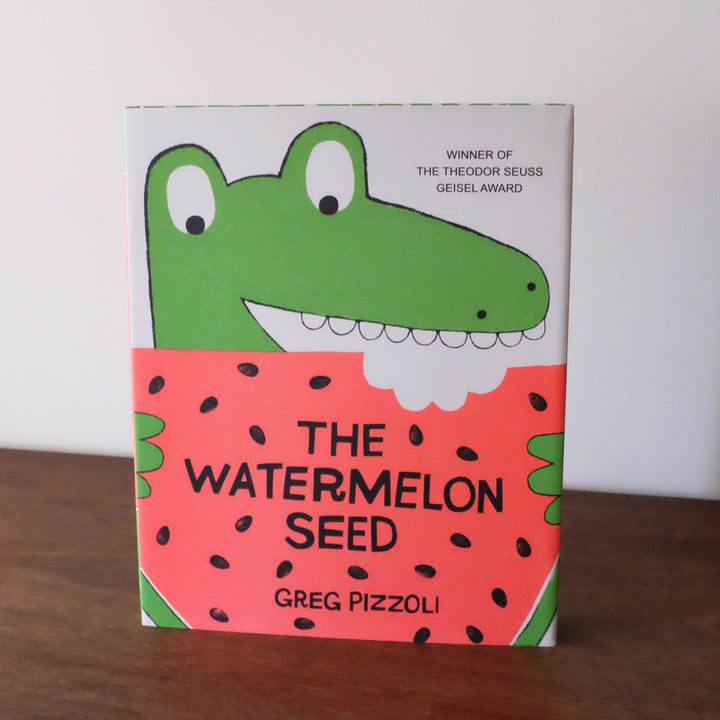 WINNER OF
THE THEODOR SEUSS
GEISEL AWARD
THE
WATERMELON
SEED
GREG PIZZOLI